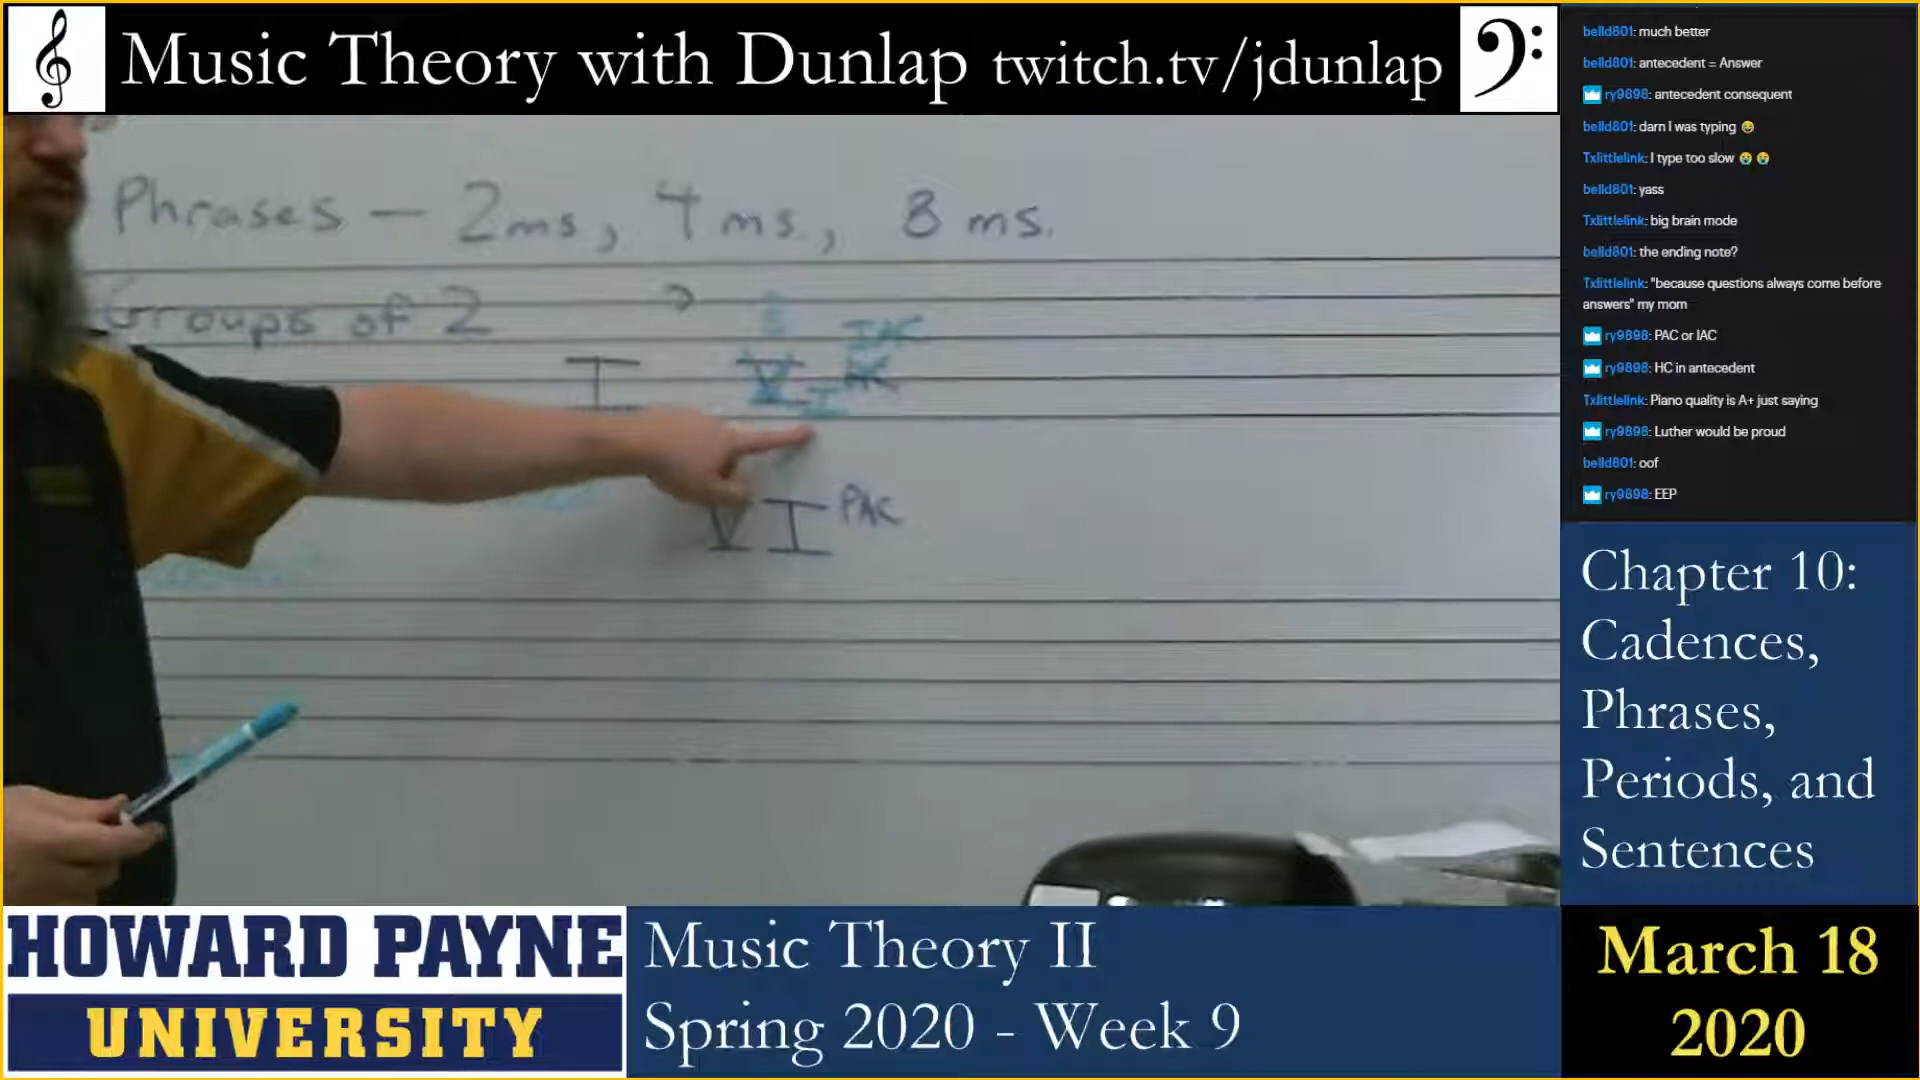 Music Theory with Dunlap twitch.tv/jdunlap
Phrases — 2ms, 4 ms., 8 ms.
Groups of 2 →
I V I IAC
V I PAC
belld801: much better
belld801: antecedent = Answer
ry9898: antecedent consequent
belld801: darn I was typing 😂
Txlittlelink: I type too slow 😭 😭
belld801: yass
Txlittlelink: big brain mode
belld801: the ending note?
Txlittlelink: "because questions always come before
answers" my mom
ry9898: PAC or IAC
ry9898: HC in antecedent
Txlittlelink: Piano quality is A+ just saying
ry9898: Luther would be proud
belld801: oof
ry9898: EEP
Chapter 10:
Cadences,
Phrases,
Periods, and
Sentences
HOWARD PAYNE
UNIVERSITY
Music Theory II
Spring 2020 - Week 9
March 18
2020